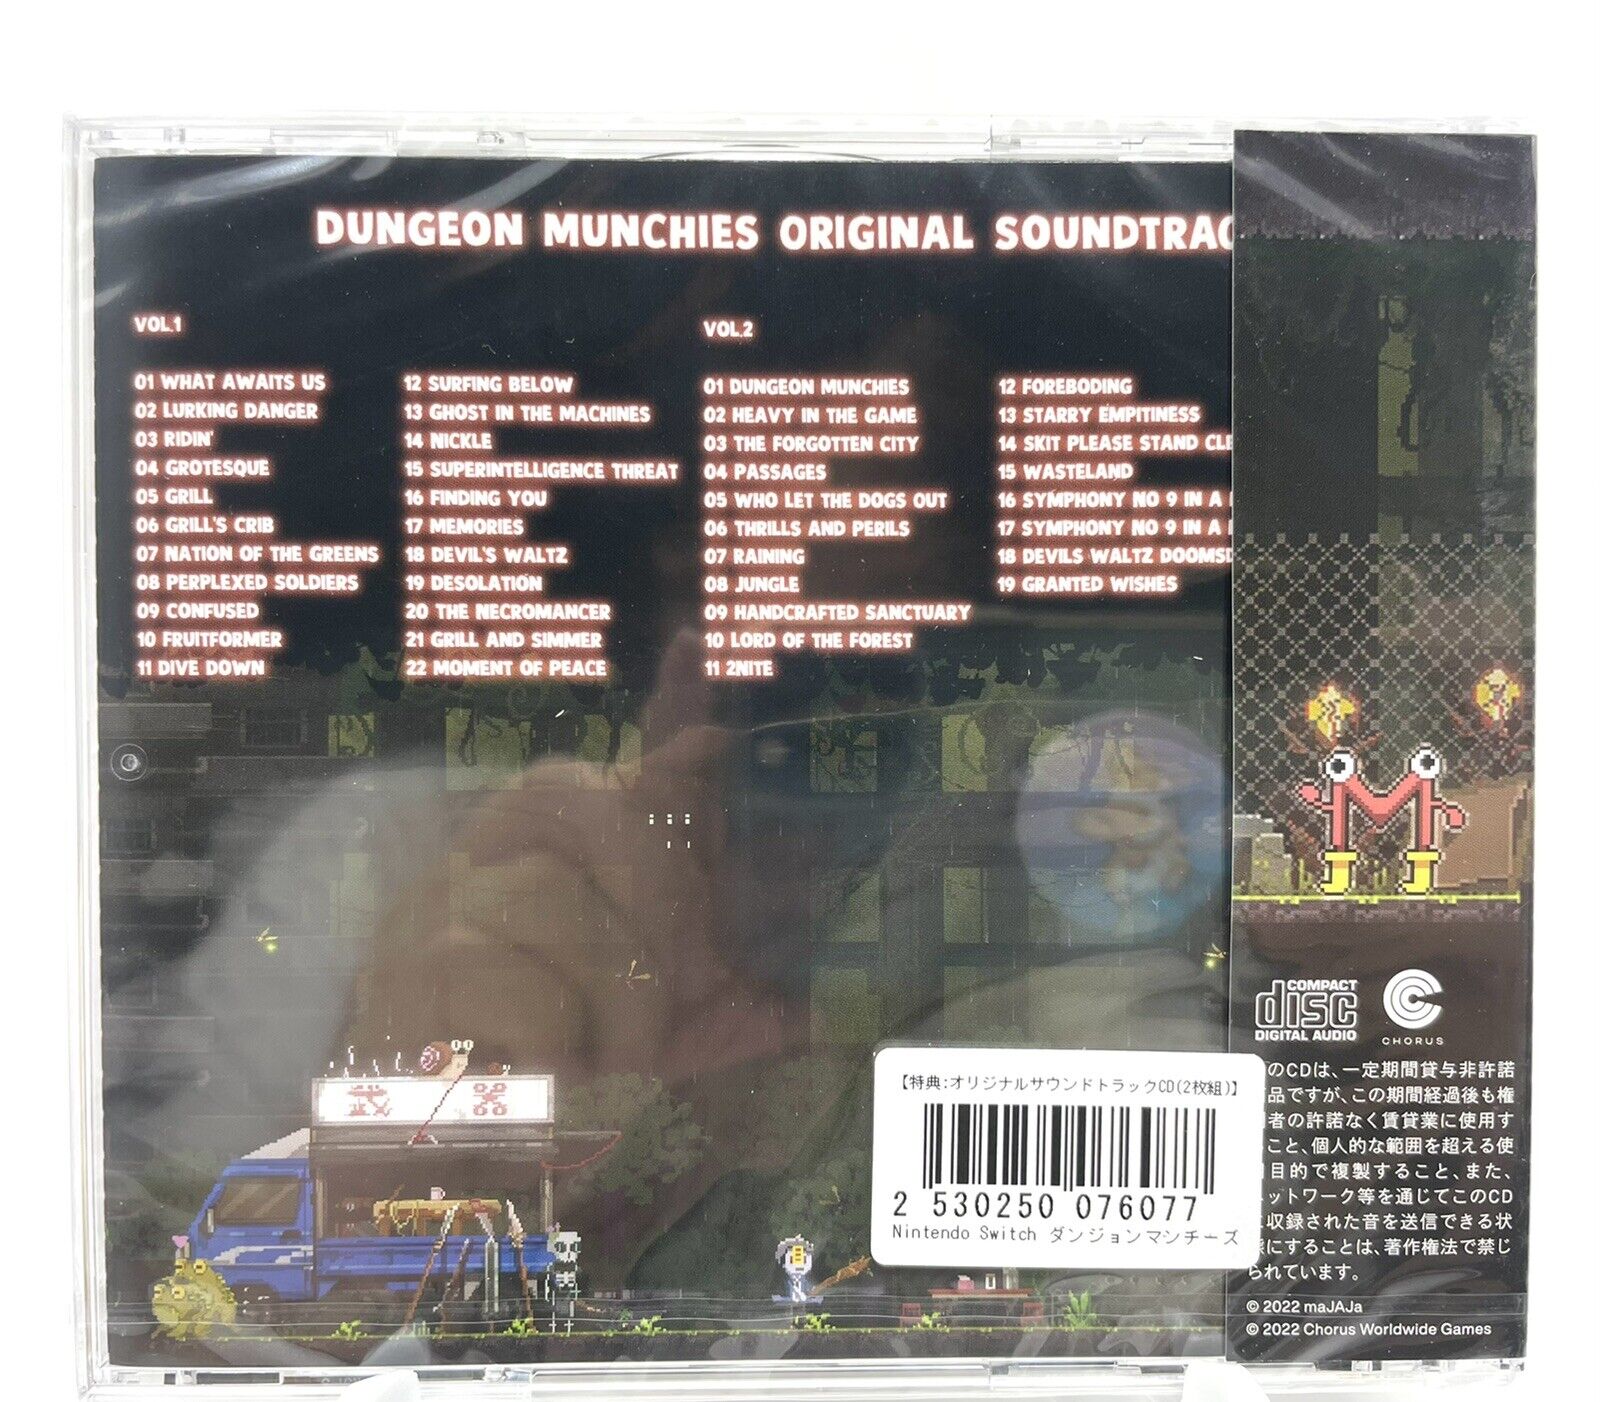 DUNGEON MUNCHIES ORIGINAL SOUNDTRAC
VOL.1
01 WHAT AWAITS US
02 LURKING DANGER
03 RIDIN'
04 GROTESQUE
05 GRILL
06 GRILL'S CRIB
07 NATION OF THE GREENS
08 PERPLEXED SOLDIERS
09 CONFUSED
10 FRUITFORMER
11 DIVE DOWN
12 SURFING BELOW
13 GHOST IN THE MACHINES
14 NICKLE
15 SUPERINTELLIGENCE THREAT
16 FINDING YOU
17 MEMORIES
18 DEVIL'S WALTZ
19 DESOLATION
20 THE NECROMANCER
21 GRILL AND SIMMER
22 MOMENT OF PEACE
VOL.2
01 DUNGEON MUNCHIES
02 HEAVY IN THE GAME
03 THE FORGOTTEN CITY
04 PASSAGES
05 WHO LET THE DOGS OUT
06 THRILLS AND PERILS
07 RAINING
08 JUNGLE
09 HANDCRAFTED SANCTUARY
10 LORD OF THE FOREST
11 2NITE
12 FOREBODING
13 STARRY EMPITINESS
14 SKIT PLEASE STAND CLE
15 WASTELAND
16 SYMPHONY NO 9 IN A
17 SYMPHONY NO 9 IN A
18 DEVILS WALTZ DOOMSD
19 GRANTED WISHES
武器
M
COMPACT
disc
DIGITAL AUDIO
CHORUS
のCDは、一定期間貸与非許諾
品ですが、この期間経過後も権
者の許諾なく賃貸業に使用す
こと、個人的な範囲を超える使
目的で複製すること、また、
ネットワーク等を通じてこのCD
に収録された音を送信できる状
態にすることは、著作権法で禁じ
られています。
© 2022 maJAJa
© 2022 Chorus Worldwide Games
【特典:オリジナルサウンドトラックCD(2枚組)】
2 530250 076077
Nintendo Switch ダンジョンマンチーズ